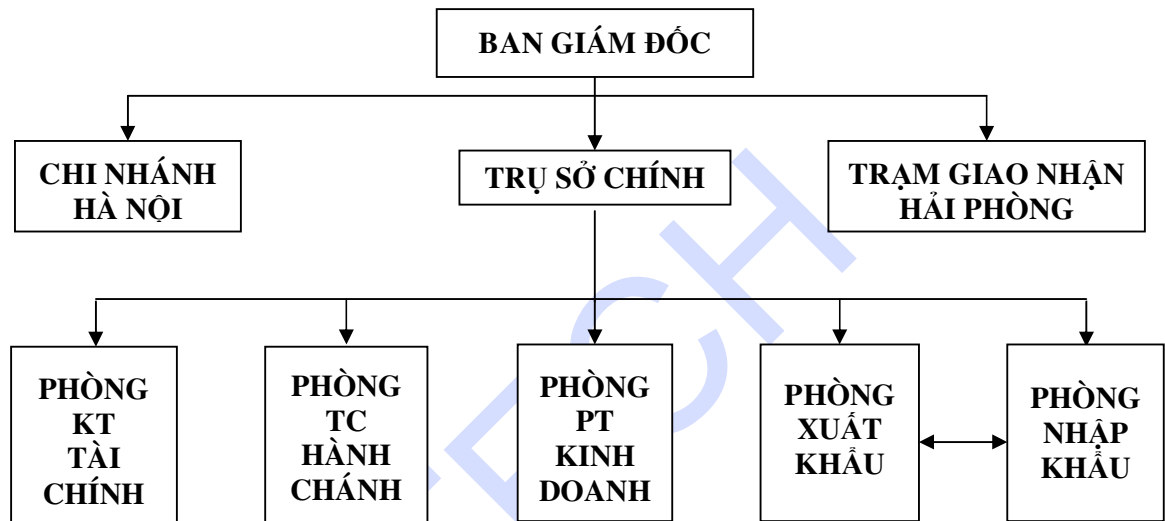 BAN GIÁM ĐỐC
CHI NHÁNH
HÀ NỘI
TRỤ SỞ CHÍNH
TRẠM GIAO NHẬN
HẢI PHÒNG
PHÒNG
KT
TÀI
CHÍNH
PHÒNG
TC
HÀNH
CHÁNH
PHÒNG
PT
KINH
DOANH
PHÒNG
XUẤT
KHẨU
PHÒNG
NHẬP
KHẨU